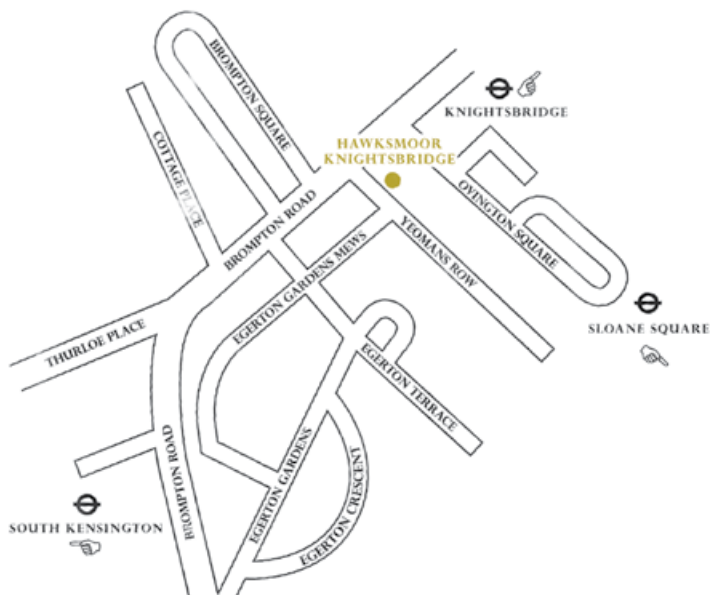 BROMPTON SQUARE
KNIGHTSBRIDGE
HAWKSMOOR
KNIGHTSBRIDGE
COTTAGE PLACE
OVINGTON SQUARE
BROMPTON ROAD
YEOMANS ROW
EGERTON GARDENS MEWS
SLOANE SQUARE
THURLOE PLACE
EGERTON TERRACE
BROMPTON ROAD
EGERTON GARDENS
EGERTON CRESCENT
SOUTH KENSINGTON